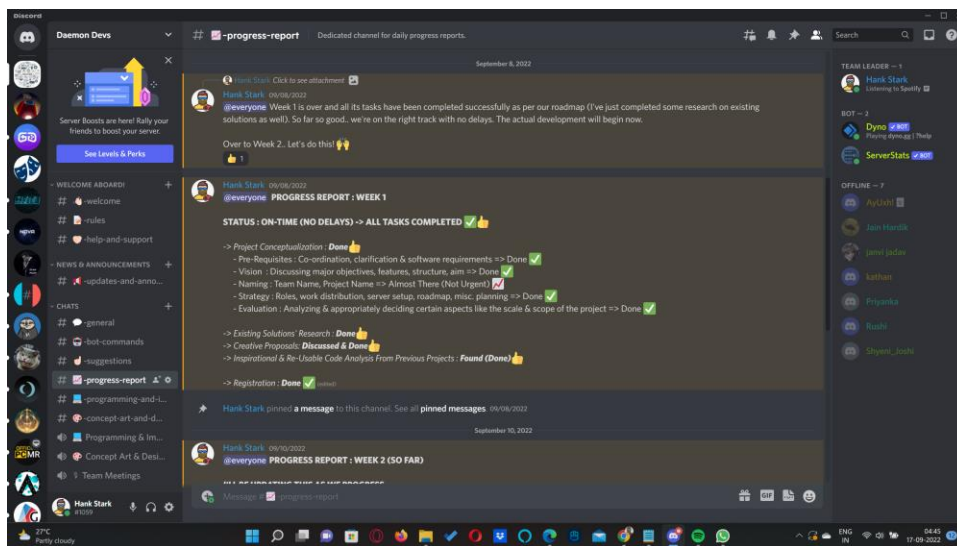 Discord
Daemon Devs
# -progress-report Dedicated channel for daily progress reports.
Search
Server Boosts are here! Rally your
friends to boost your server.
See Levels & Perks
WELCOME ABOARD!
# -welcome
# -rules
# -help-and-support
NEWS & ANNOUNCEMENTS
# -updates-and-anno...
CHATS
# -general
# -bot-commands
# -suggestions
# -progress-report
# -programming-and-i...
# -concept-art-and-d...
Programming & Im...
Concept Art & Desi...
Team Meetings
Hank Stark
#1059
September 8, 2022
Hank Stark Click to see attachment
Hank Stark 09/08/2022
@everyone Week 1 is over and all its tasks have been completed successfully as per our roadmap (I've just completed some research on existing
solutions as well). So far so good.. we're on the right track with no delays. The actual development will begin now.
Over to Week 2.. Let's do this! 🙌
👍 1
Hank Stark 09/08/2022
@everyone PROGRESS REPORT : WEEK 1
STATUS : ON-TIME (NO DELAYS) -> ALL TASKS COMPLETED ✅👍
-> Project Conceptualization : Done👍
- Pre-Requisites : Co-ordination, clarification & software requirements => Done ✅
- Vision : Discussing major objectives, features, structure, aim => Done ✅
- Naming : Team Name, Project Name => Almost There (Not Urgent) 📈
- Strategy : Roles, work distribution, server setup, roadmap, misc. planning => Done ✅
- Evaluation : Analyzing & appropriately deciding certain aspects like the scale & scope of the project => Done ✅
-> Existing Solutions' Research : Done👍
-> Creative Proposals: Discussed & Done👍
-> Inspirational & Re-Usable Code Analysis From Previous Projects : Found (Done)👍
-> Registration : Done ✅ (edited)
Hank Stark pinned a message to this channel. See all pinned messages. 09/08/2022
September 10, 2022
Hank Stark 09/10/2022
@everyone PROGRESS REPORT : WEEK 2 (SO FAR)
I'LL BE UPDATING THIS AS WE PROGRESS
Message # -progress-report
GIF
TEAM LEADER — 1
Hank Stark
Listening to Spotify
BOT — 2
Dyno ✓ BOT
Playing dyno.gg | ?help
ServerStats ✓ BOT
OFFLINE — 7
AyUxh!
Jain Hardik
janvi jadav
kathan
Priyanka
Rushi
Shyam_Joshi
27°C
Partly cloudy
ENG
IN
04:45
17-09-2022